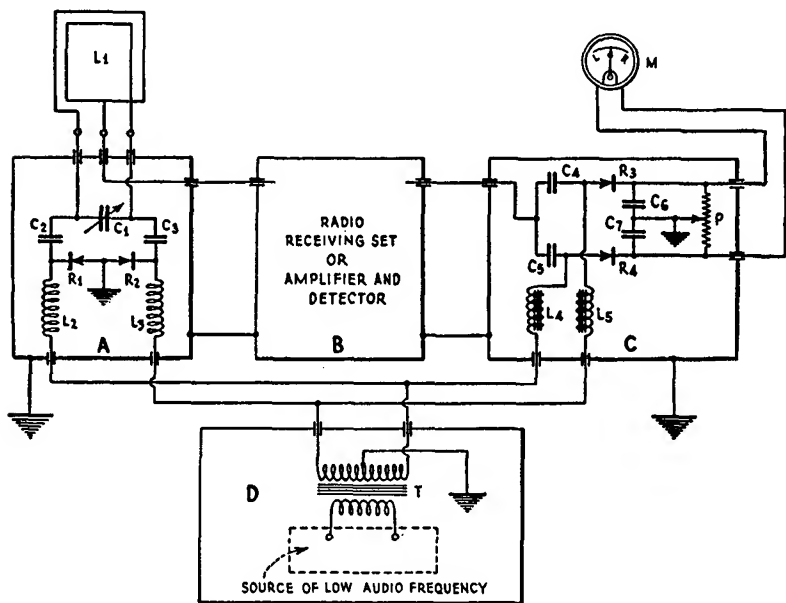 L1
L R
M
C4
R3
C2
C1
C3
C6
P
RADIO
RECEIVING SET
OR
AMPLIFIER AND
DETECTOR
C7
R1
R2
C5
R4
L2
L3
L4
L5
A
B
C
D
T
SOURCE OF LOW AUDIO FREQUENCY